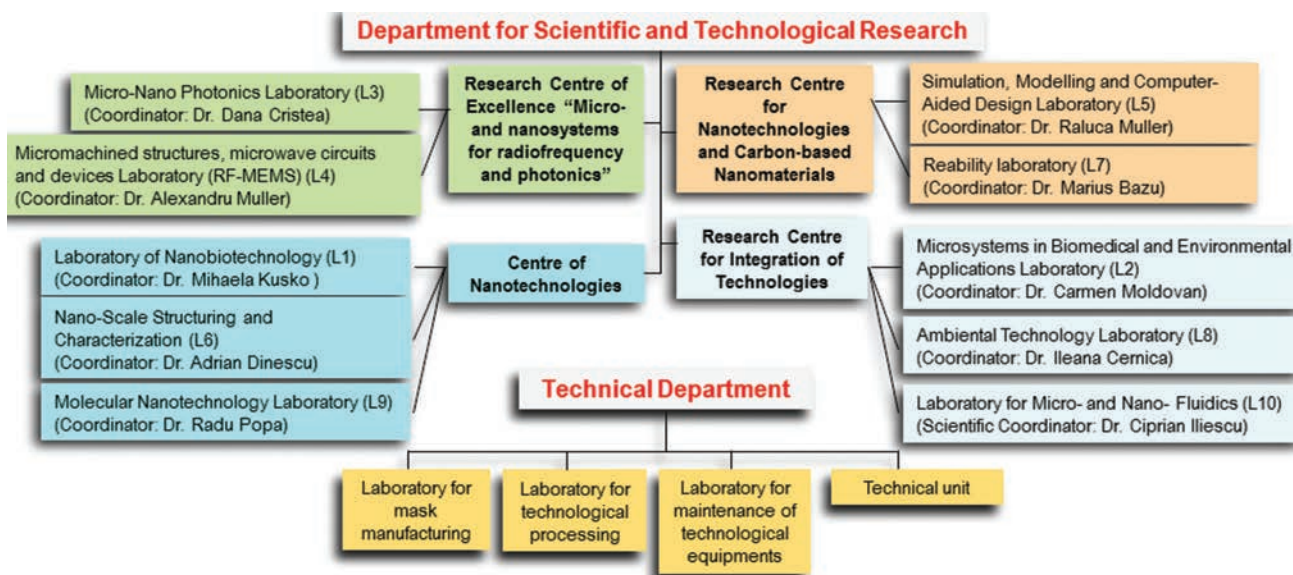 Department for Scientific and Technological Research
Micro-Nano Photonics Laboratory (L3)
(Coordinator: Dr. Dana Cristea)
Micromachined structures, microwave circuits
and devices Laboratory (RF-MEMS) (L4)
(Coordinator: Dr. Alexandru Muller)
Research Centre of
Excellence “Micro-
and nanosystems
for radiofrequency
and photonics”
Research Centre
for
Nanotechnologies
and Carbon-based
Nanomaterials
Simulation, Modelling and Computer-
Aided Design Laboratory (L5)
(Coordinator: Dr. Raluca Muller)
Reability laboratory (L7)
(Coordinator: Dr. Marius Bazu)
Laboratory of Nanobiotechnology (L1)
(Coordinator: Dr. Mihaela Kusko )
Nano-Scale Structuring and
Characterization (L6)
(Coordinator: Dr. Adrian Dinescu)
Molecular Nanotechnology Laboratory (L9)
(Coordinator: Dr. Radu Popa)
Centre of
Nanotechnologies
Research Centre
for Integration of
Technologies
Microsystems in Biomedical and Environmental
Applications Laboratory (L2)
(Coordinator: Dr. Carmen Moldovan)
Ambiental Technology Laboratory (L8)
(Coordinator: Dr. Ileana Cernica)
Laboratory for Micro- and Nano- Fluidics (L10)
(Scientific Coordinator: Dr. Ciprian Iliescu)
Technical Department
Laboratory for
mask
manufacturing
Laboratory for
technological
processing
Laboratory for
maintenance of
technological
equipments
Technical unit